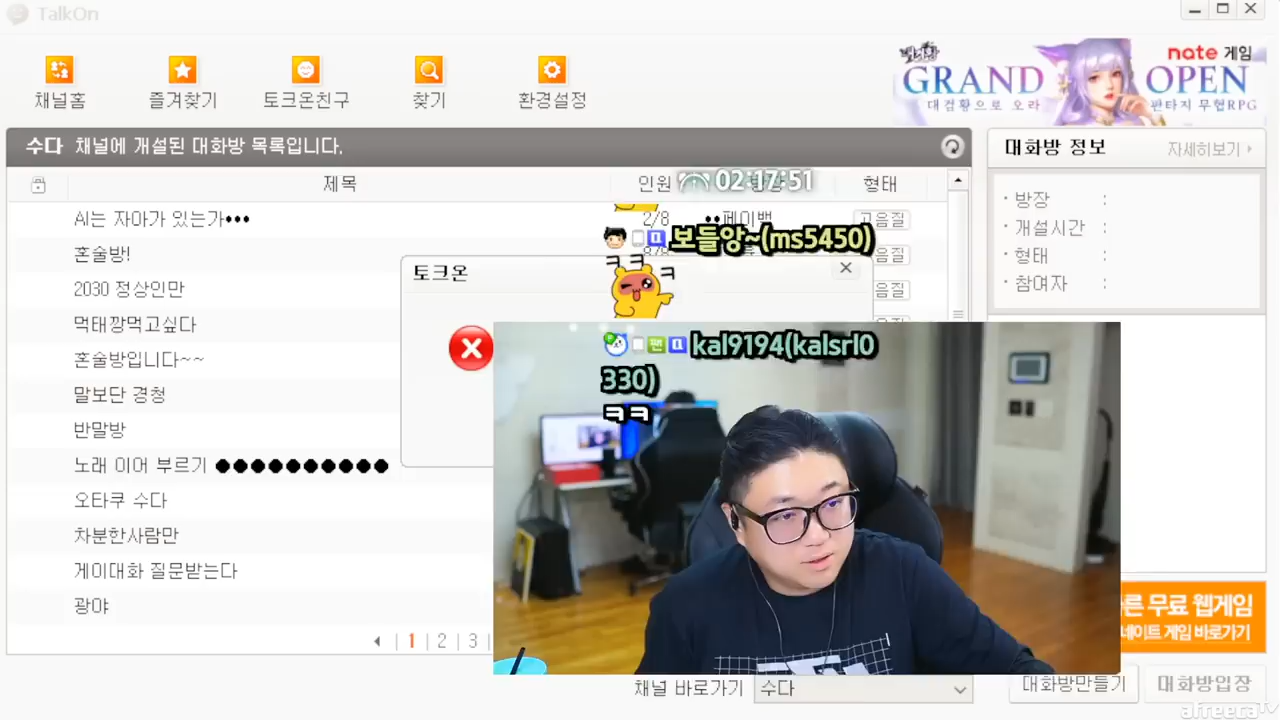 TalkOn
채널홈
즐겨찾기
토크온친구
찾기
환경설정
GRAND OPEN
nate 게임
대검황으로 오라
판타지 무협RPG
수다 채널에 개설된 대화방 목록입니다.
제목
인원
형태
02:17:51
AI는 자아가 있는가•••
2/8
••페이백
고음질
혼술방!
음질
2030 정상인만
음질
먹태깡먹고싶다
혼술방입니다~~
말보단 경청
반말방
노래 이어 부르기 ●●●●●●●●●●
오타쿠 수다
차분한사람만
게이대화 질문받는다
광야
1 | 2 | 3
토크온
보들앙~(ms5450)
ㅋㅋ
ㅋ
kal9194(kalsrl0
330)
ㅋㅋ
대화방 정보
자세히보기
· 방장 :
· 개설시간 :
· 형태 :
· 참여자 :
른 무료 웹게임
네이트 게임 바로가기
채널 바로가기
수다
대화방만들기
대화방입장
afreecaTV